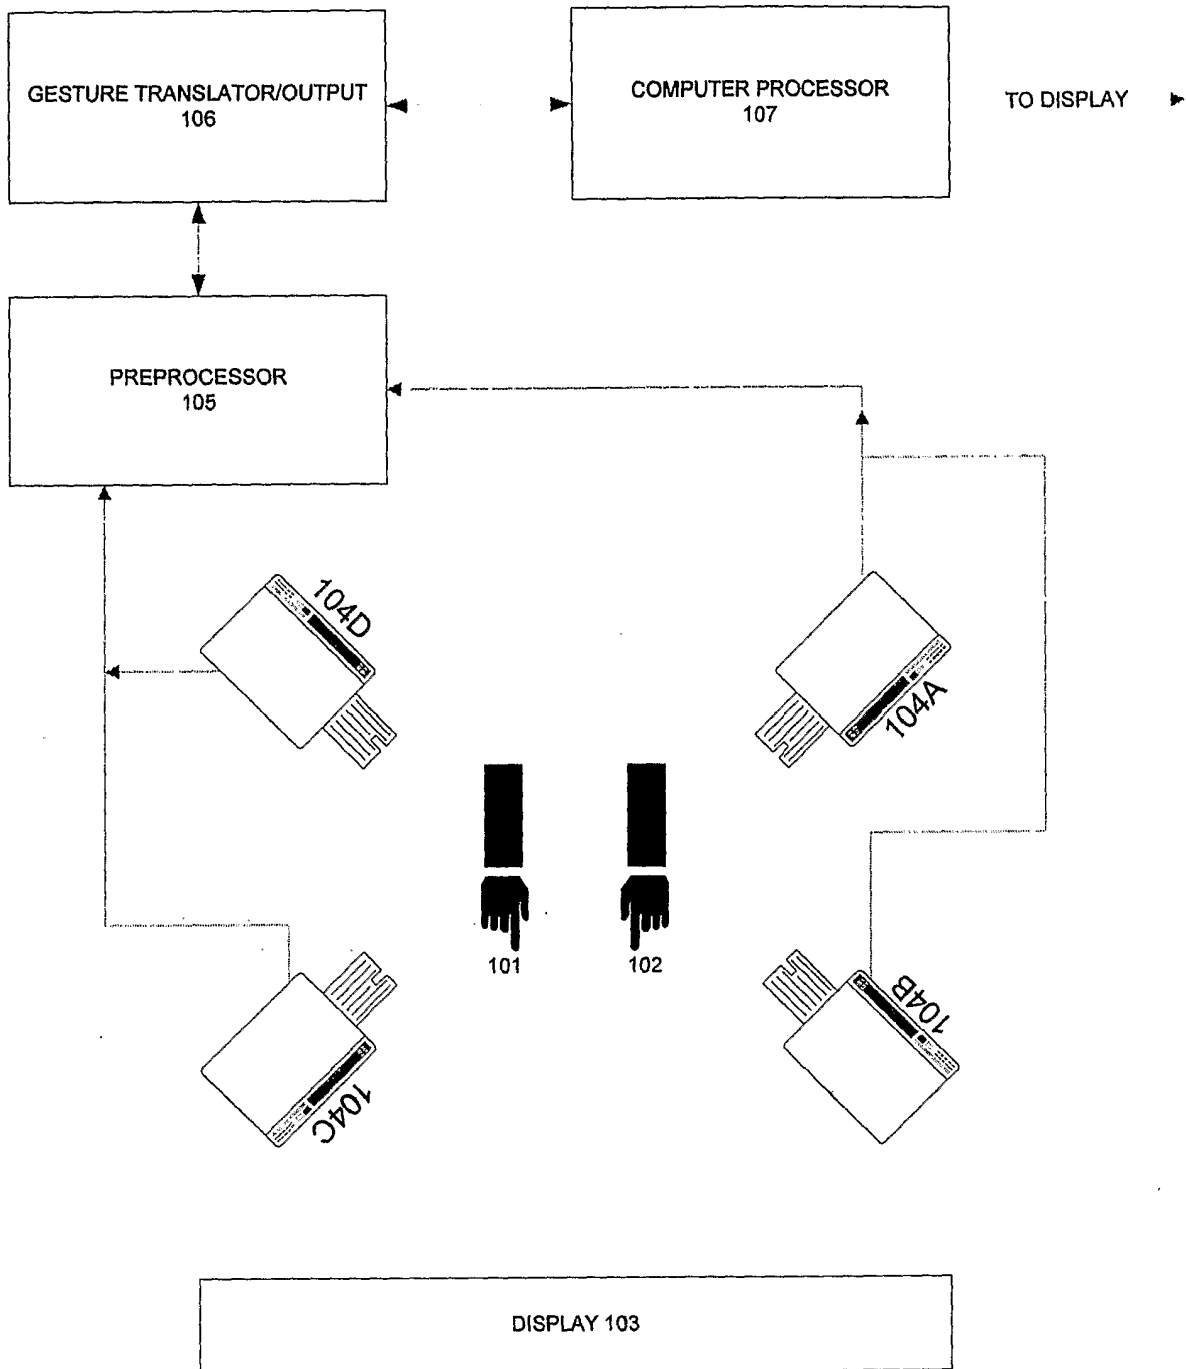 GESTURE TRANSLATOR/OUTPUT
106
COMPUTER PROCESSOR
107
TO DISPLAY
PREPROCESSOR
105
104D
104A
101
102
104B
104C
DISPLAY 103